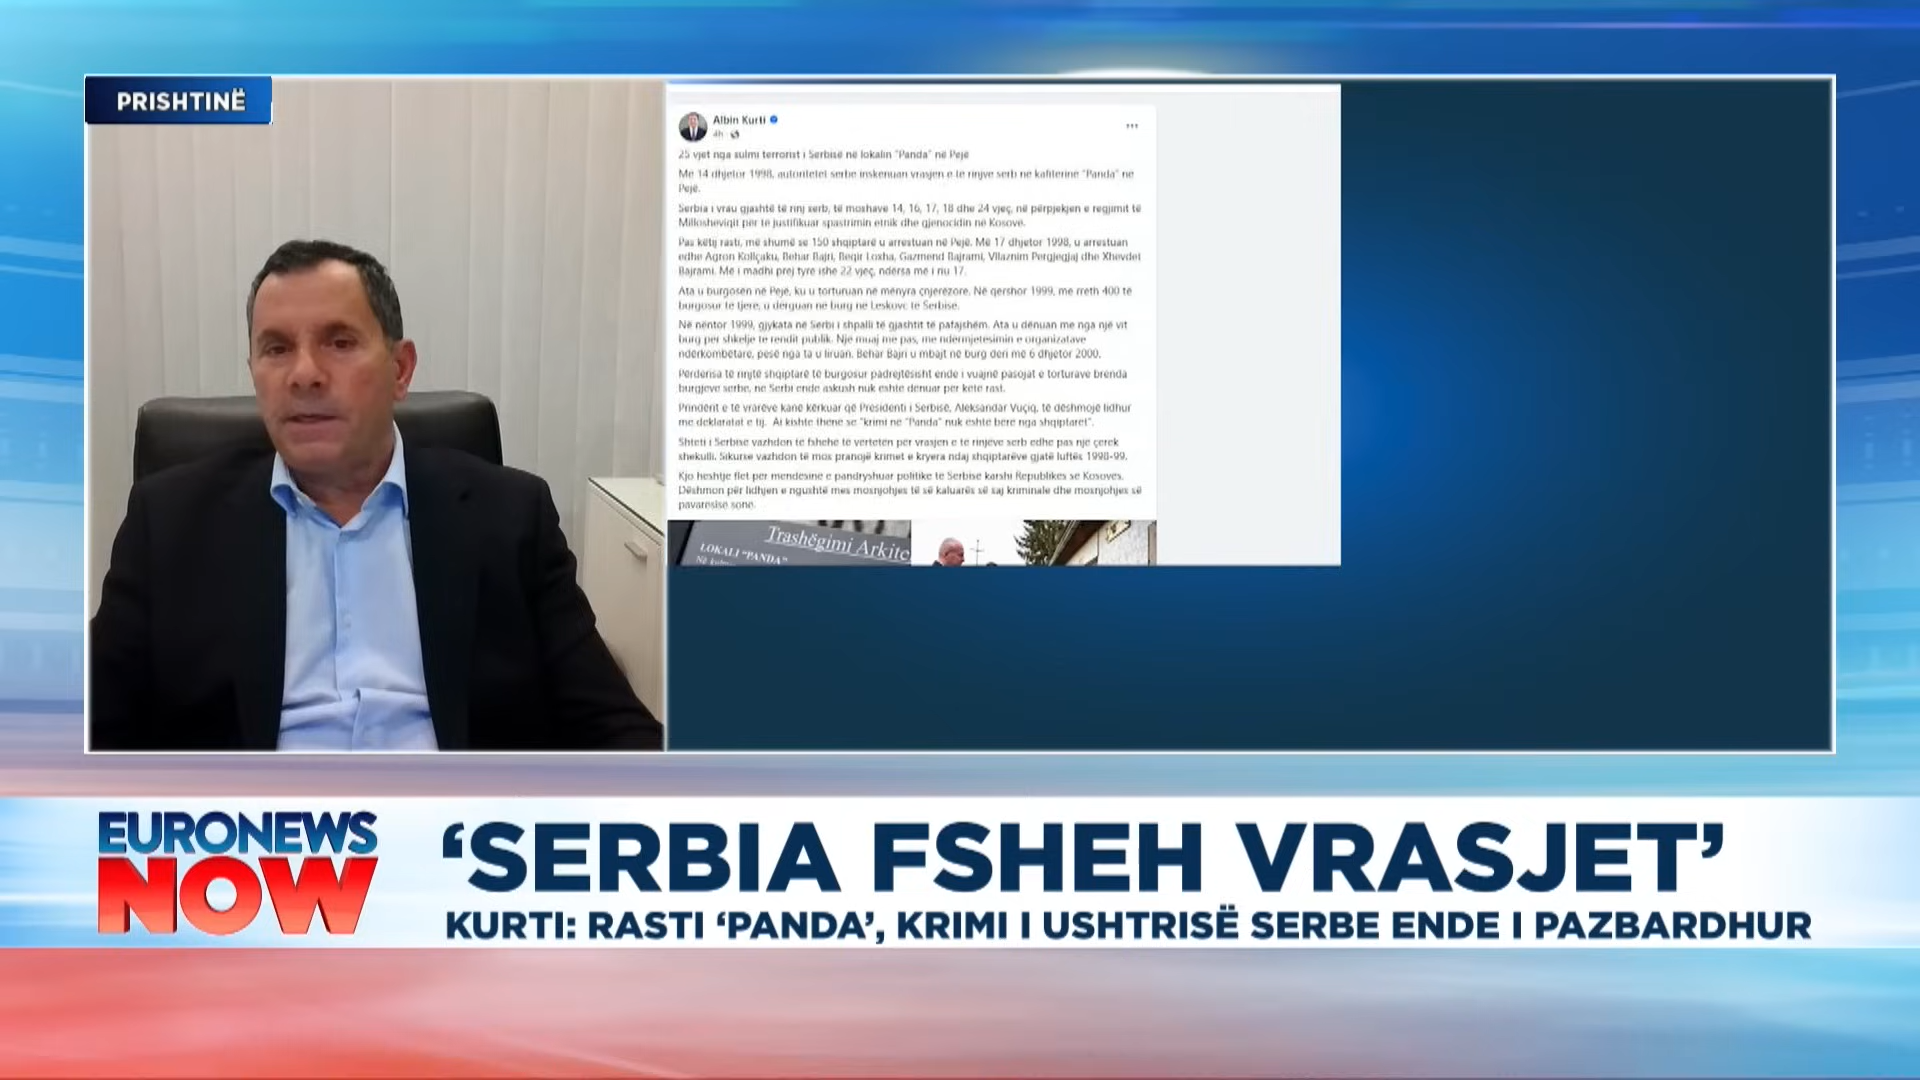 PRISHTINË
Albin Kurti
4h
25 vjet nga sulmi terrorist i Serbisë në lokalin "Panda" në Pejë
Më 14 dhjetor 1998, autoritetet serbe inskenuan vrasjen e të rinjve serb në kafiterinë "Panda" në
Pejë.
Serbia i vrau gjashtë të rinj serb, të moshave 14, 16, 17, 18 dhe 24 vjeç, në përpjekjen e regjimit të
Millosheviqit për të justifikuar spastrimin etnik dhe gjenocidin në Kosovë.
Pas këtij rasti, më shumë se 150 shqiptarë u arrestuan në Pejë. Më 17 dhjetor 1998, u arrestuan
edhe Agron Kollçaku, Behar Bajri, Beqir Loxha, Gazmend Bajrami, Vllaznim Pergjegjaj dhe Xhevdet
Bajrami. Më i madhi prej tyre ishe 22 vjeç, ndërsa më i riu 17.
Ata u burgosën në Pejë, ku u torturuan në mënyra çnjerëzore. Në qershor 1999, me rreth 400 të
burgosur të tjerë, u dërguan në burg në Leskovc të Serbisë.
Në nëntor 1999, gjykata në Serbi i shpalli të gjashtit të pafajshëm. Ata u dënuan me nga një vit
burg për shkelje të rendit publik. Një muaj më pas, me ndërmjetësimin e organizatave
ndërkombëtare, pesë nga ta u liruan. Behar Bajri u mbajt në burg deri më 6 dhjetor 2000.
Përderisa të rinjtë shqiptarë të burgosur padrejtësisht ende i vuajnë pasojat e torturave brenda
burgjeve serbe, në Serbi ende askush nuk është dënuar për këtë rast.
Prindërit e të vrarëve kanë kërkuar që Presidenti i Serbisë, Aleksandar Vuçiq, të dëshmojë lidhur
me deklaratat e tij. Ai kishte thënë se "krimi në "Panda" nuk është bërë nga shqiptarët".
Shteti i Serbisë vazhdon të fshehë të vërtetën për vrasjen e të rinjëve serb edhe pas një çerek
shekulli. Sikurse vazhdon të mos pranojë krimet e kryera ndaj shqiptarëve gjatë luftës 1998-99.
Kjo heshtje flet për mendësinë e pandryshuar politike të Serbisë karshi Republikës së Kosovës.
Dëshmon për lidhjen e ngushtë mes mosnjohjes të së kaluarës së saj kriminale dhe mosnjohjes së
pavarësisë sonë.
Trashëgimi Arkite
LOKALI "PANDA"
EURONEWS
NOW
'SERBIA FSHEH VRASJET'
KURTI: RASTI 'PANDA', KRIMI I USHTRISË SERBE ENDE I PAZBARDHUR